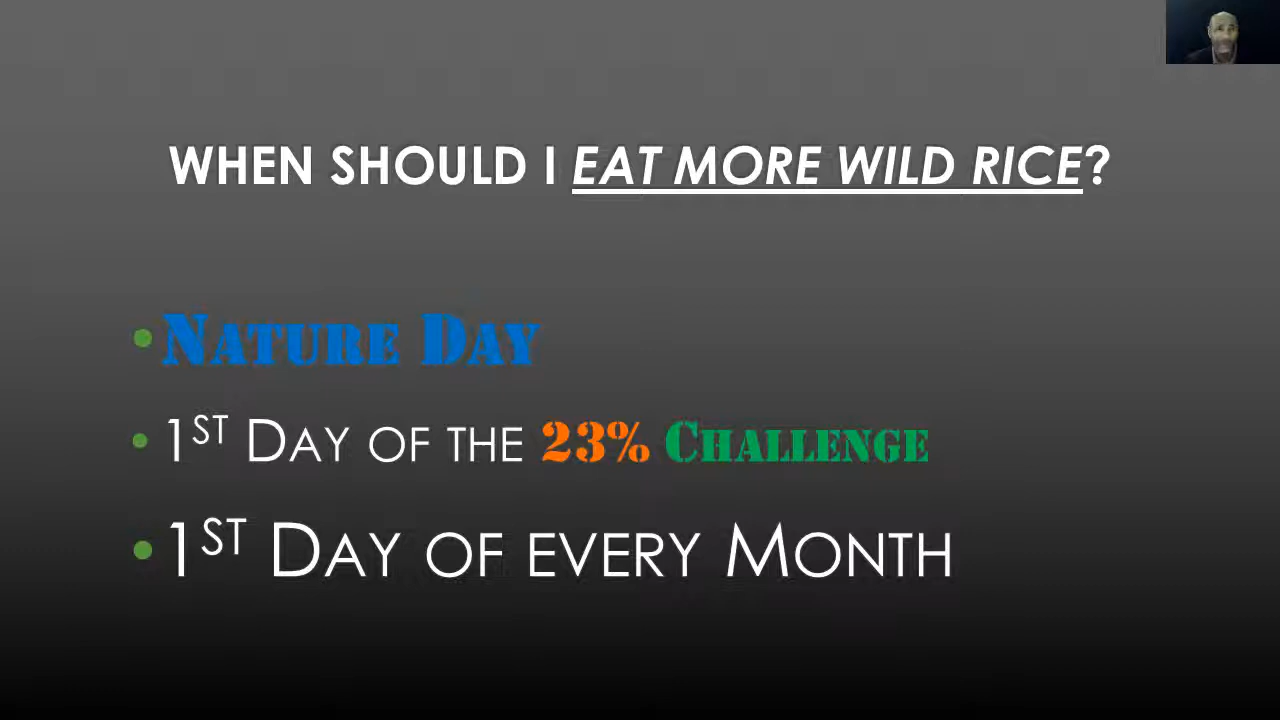 WHEN SHOULD I EAT MORE WILD RICE?
• NATURE DAY
• 1ST DAY OF THE 23% CHALLENGE
• 1ST DAY OF EVERY MONTH